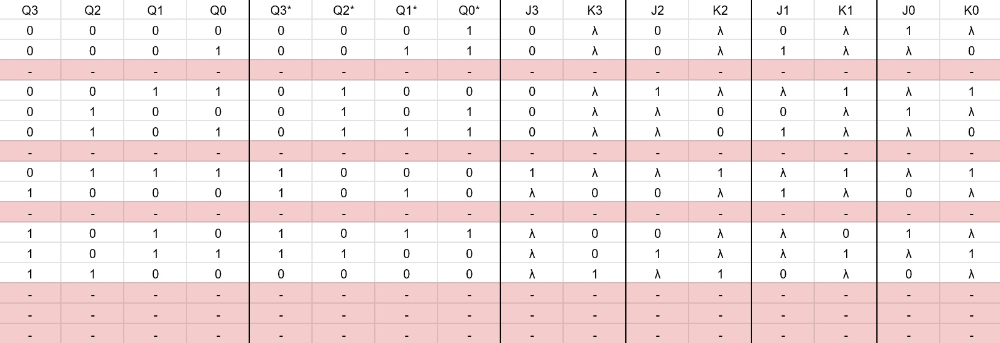 Q3 Q2 Q1 Q0 Q3* Q2* Q1* Q0* J3 K3 J2 K2 J1 K1 J0 K0
0 0 0 0 0 0 0 1 0 λ 0 λ 0 λ 1 λ
0 0 0 1 0 0 1 1 0 λ 0 λ 1 λ λ 0
- - - - - - - - - - - - - - - -
0 0 1 1 0 1 0 0 0 λ 1 λ λ 1 λ 1
0 1 0 0 0 1 0 1 0 λ λ 0 0 λ 1 λ
0 1 0 1 0 1 1 1 0 λ λ 0 1 λ λ 0
- - - - - - - - - - - - - - - -
0 1 1 1 1 0 0 0 1 λ λ 1 λ 1 λ 1
1 0 0 0 1 0 1 0 λ 0 0 λ 1 λ 0 λ
- - - - - - - - - - - - - - - -
1 0 1 0 1 0 1 1 λ 0 0 λ λ 0 1 λ
1 0 1 1 1 1 0 0 λ 0 1 λ λ 1 λ 1
1 1 0 0 0 0 0 0 λ 1 λ 1 0 λ 0 λ
- - - - - - - - - - - - - - - -
- - - - - - - - - - - - - - - -
- - - - - - - - - - - - - - - -